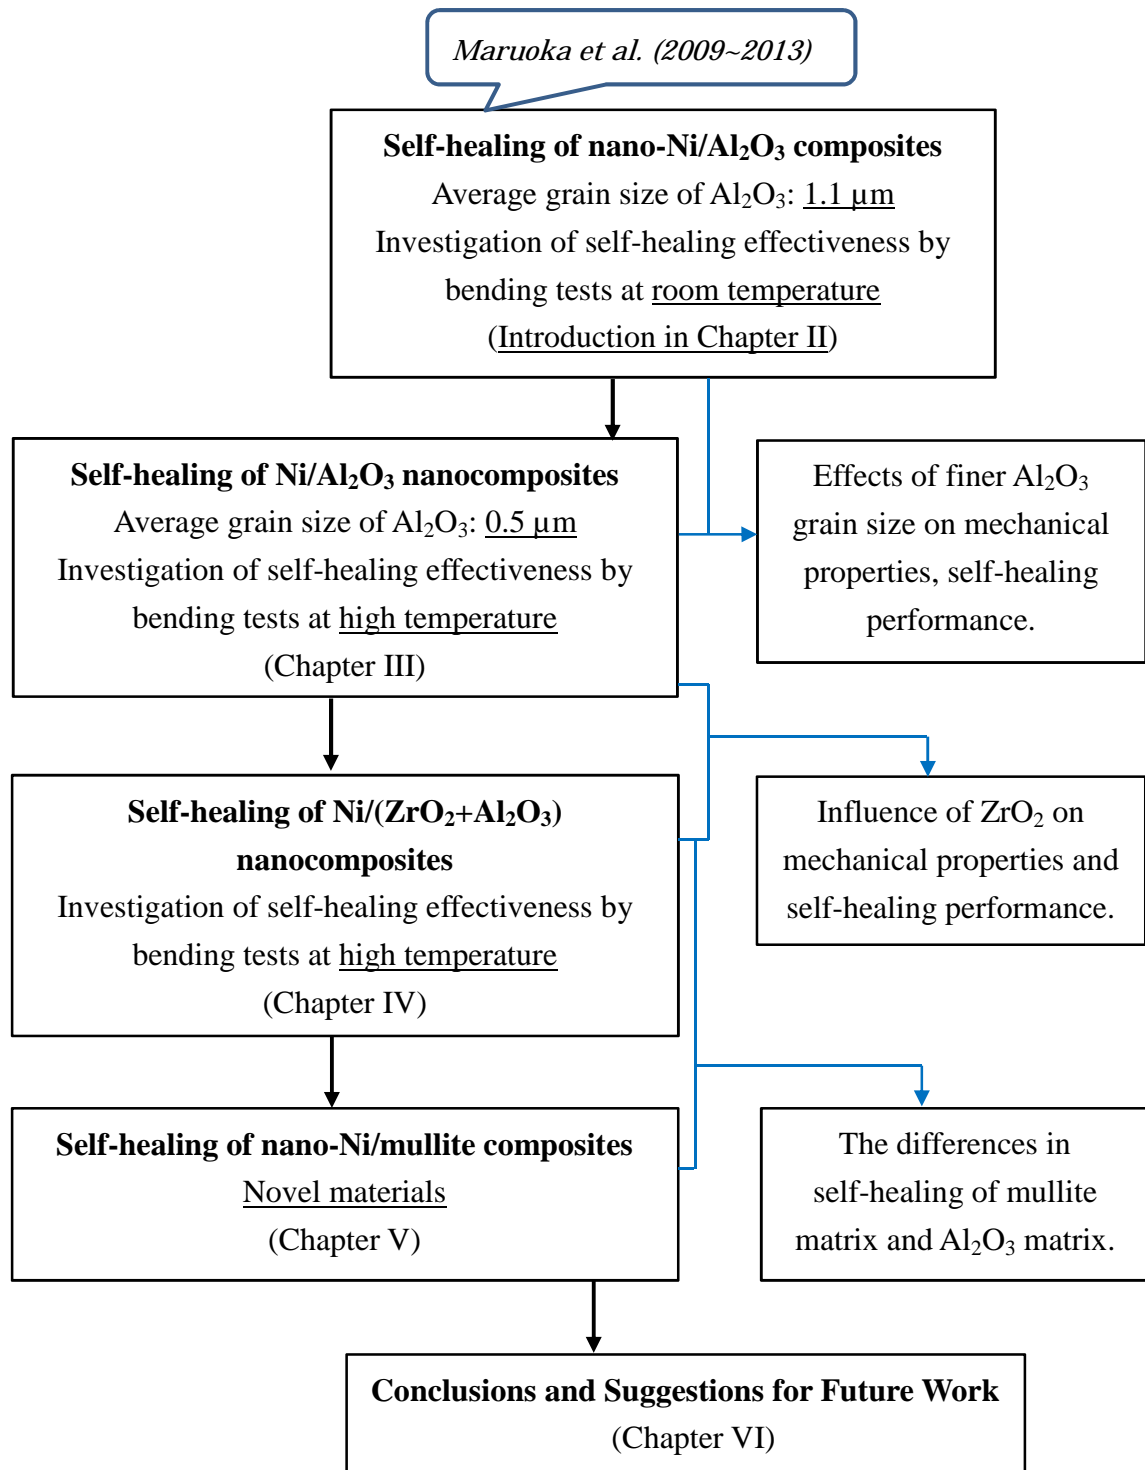 Maruoka et al. (2009~2013)
Self-healing of nano-Ni/Al₂O₃ composites
Average grain size of Al₂O₃: 1.1 µm
Investigation of self-healing effectiveness by
bending tests at room temperature
(Introduction in Chapter II)
Self-healing of Ni/Al₂O₃ nanocomposites
Average grain size of Al₂O₃: 0.5 µm
Investigation of self-healing effectiveness by
bending tests at high temperature
(Chapter III)
Effects of finer Al₂O₃
grain size on mechanical
properties, self-healing
performance.
Self-healing of Ni/(ZrO₂+Al₂O₃)
nanocomposites
Investigation of self-healing effectiveness by
bending tests at high temperature
(Chapter IV)
Influence of ZrO₂ on
mechanical properties and
self-healing performance.
Self-healing of nano-Ni/mullite composites
Novel materials
(Chapter V)
The differences in
self-healing of mullite
matrix and Al₂O₃ matrix.
Conclusions and Suggestions for Future Work
(Chapter VI)